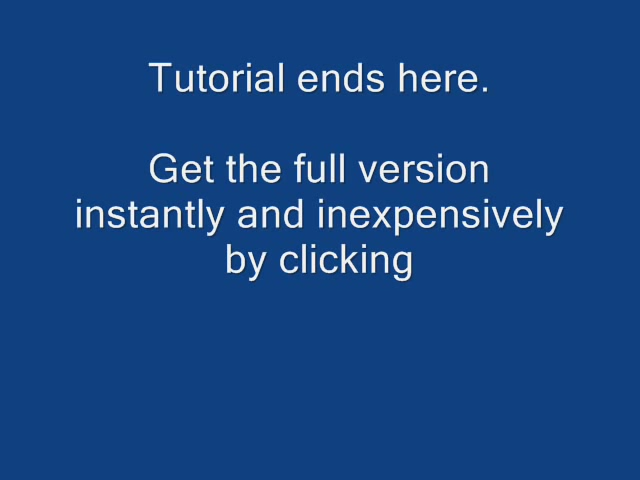 Tutorial ends here.
Get the full version
instantly and inexpensively
by clicking